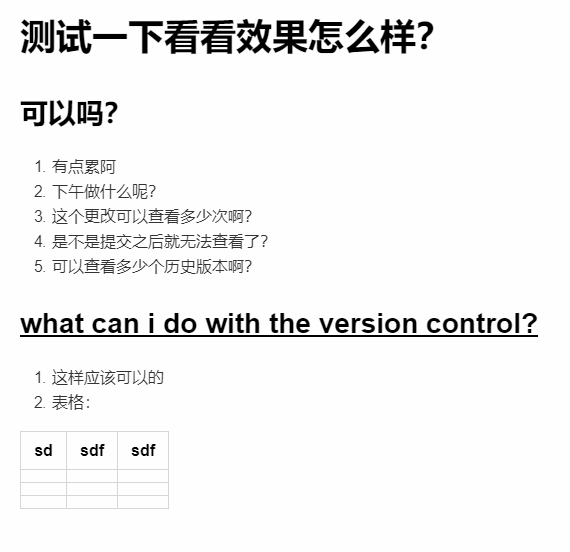 测试一下看看效果怎么样？
可以吗？
1. 有点累阿
2. 下午做什么呢？
3. 这个更改可以查看多少次啊？
4. 是不是提交之后就无法查看了？
5. 可以查看多少个历史版本啊？
what can i do with the version control?
1. 这样应该可以的
2. 表格：
sd sdf sdf